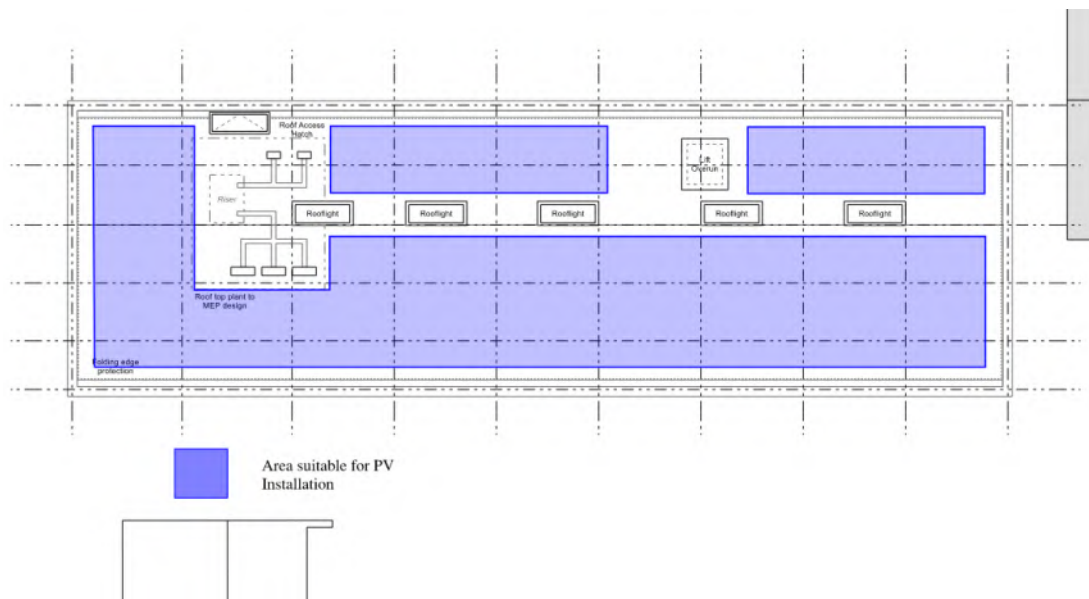 Roof Access
Hatch
Lift
Overun
Riser
Rooflight
Rooflight
Rooflight
Rooflight
Rooflight
Roof top plant to
MEP design
Folding edge
protection
Area suitable for PV
Installation